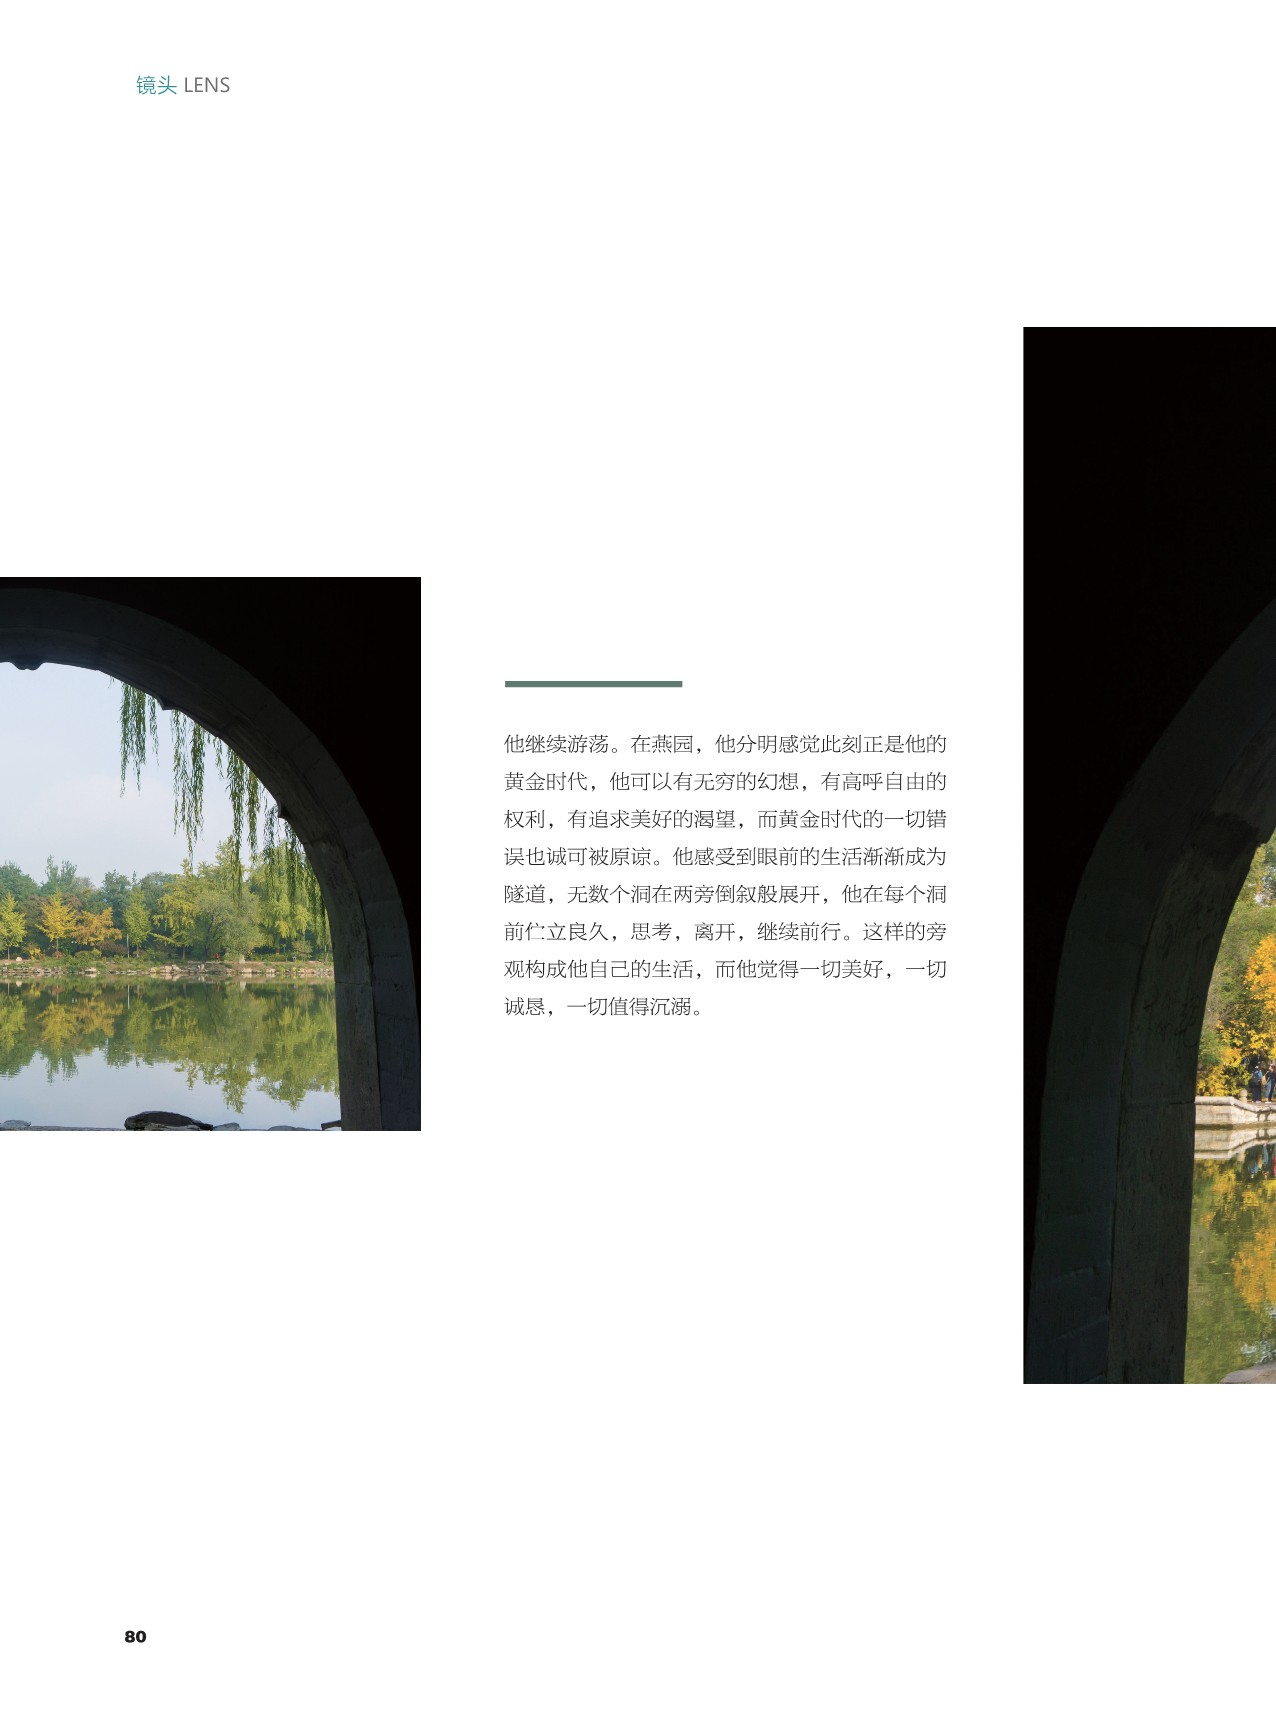 镜头 LENS
他继续游荡。在燕园，他分明感觉此刻正是他的
黄金时代，他可以有无穷的幻想，有高呼自由的
权利，有追求美好的渴望，而黄金时代的一切错
误也诚可被原谅。他感受到眼前的生活渐渐成为
隧道，无数个洞在两旁倒叙般展开，他在每个洞
前伫立良久，思考，离开，继续前行。这样的旁
观构成他自己的生活，而他觉得一切美好，一切
诚恳，一切值得沉溺。
80